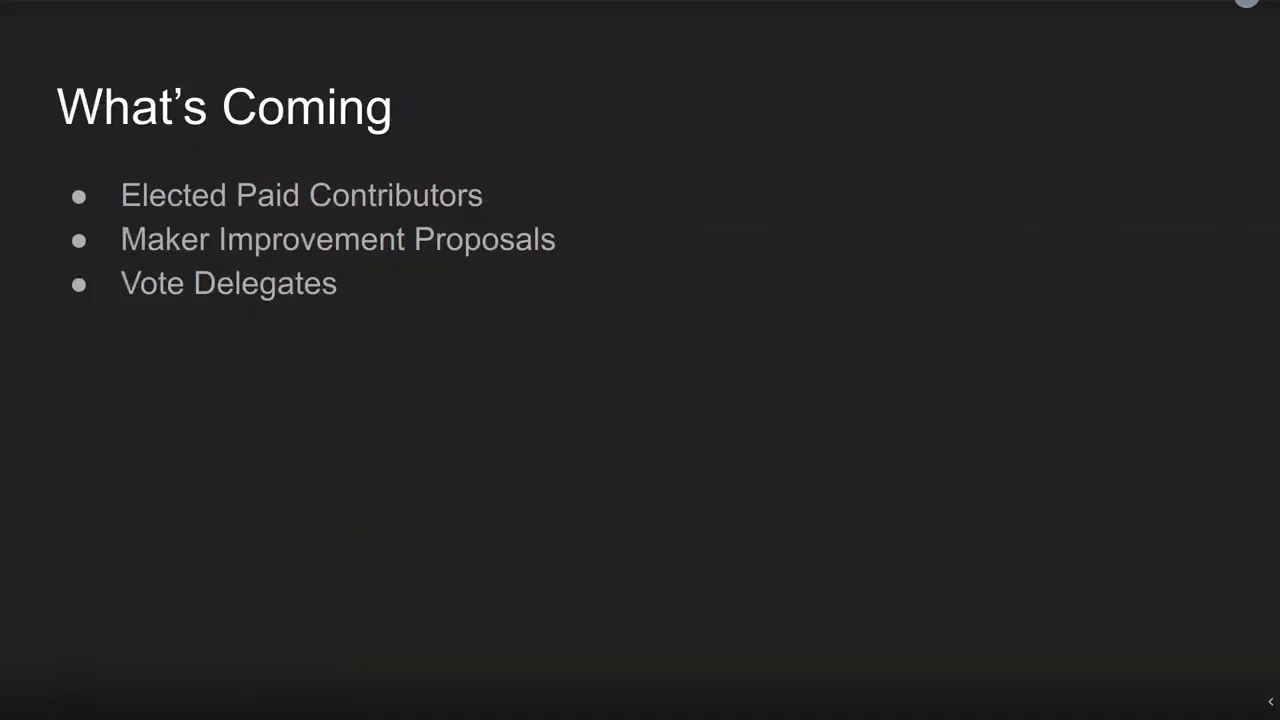 What’s Coming
● Elected Paid Contributors
● Maker Improvement Proposals
● Vote Delegates